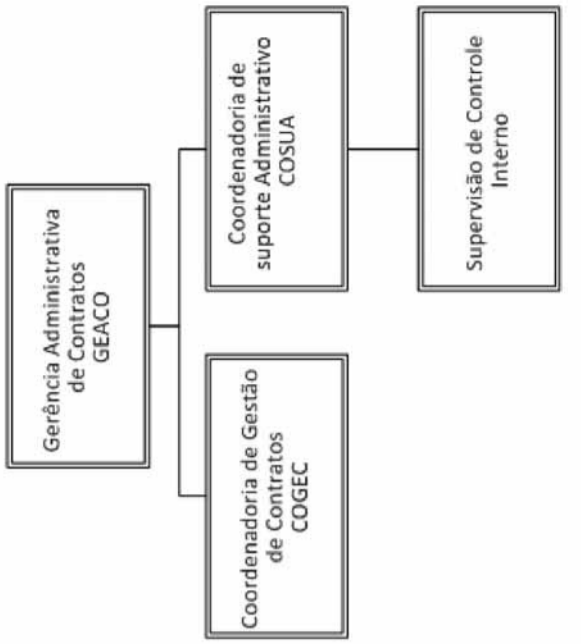 Gerência Administrativa
de Contratos
GEACO
Coordenadoria de Gestão
de Contratos
COGEC
Coordenadoria de
suporte Administrativo
COSUA
Supervisão de Controle
Interno